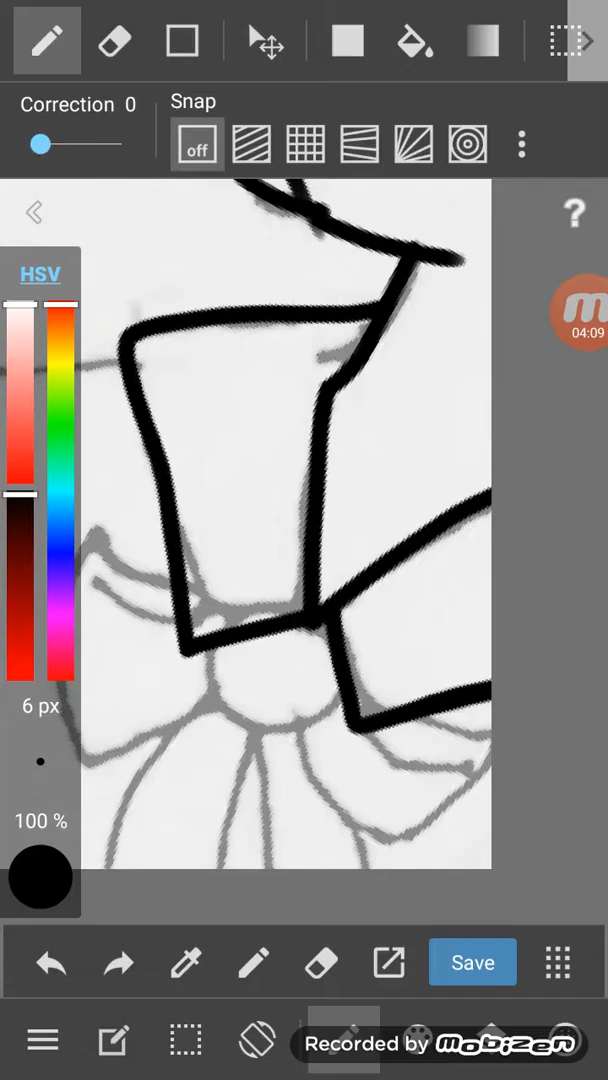 Correction 0
Snap
off
?
HSV
m
04:09
6 px
100 %
Save
Recorded by mobizen